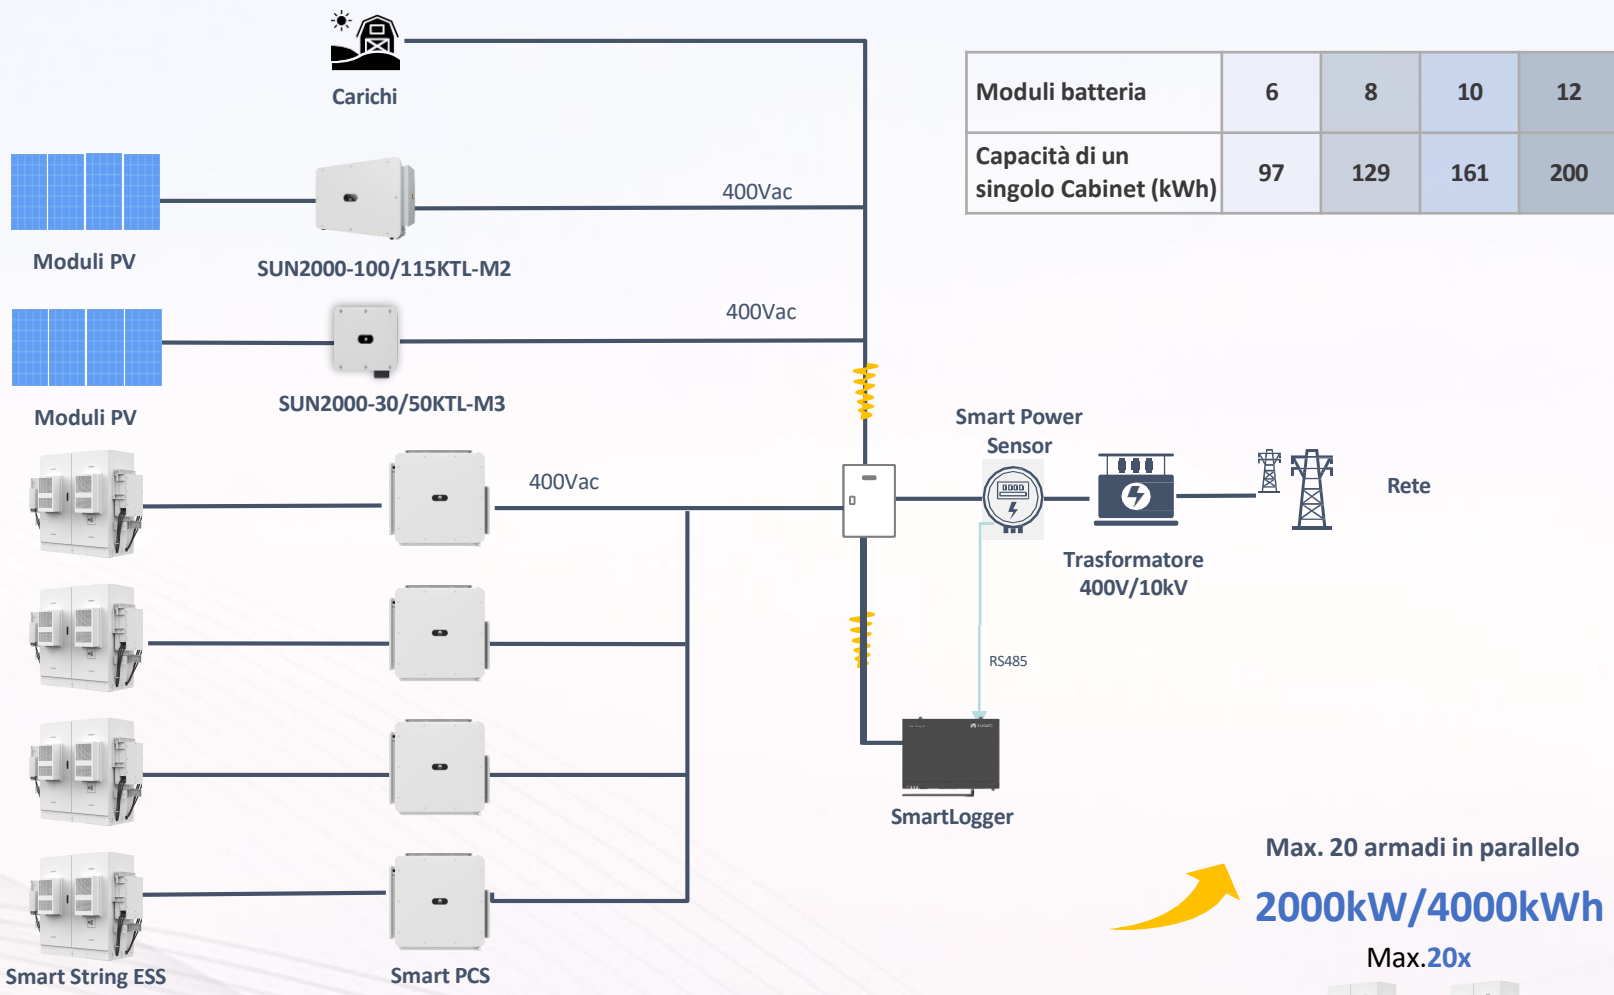 Carichi
Moduli batteria 6 8 10 12
Capacità di un
singolo Cabinet (kWh) 97 129 161 200
400Vac
Moduli PV
SUN2000-100/115KTL-M2
400Vac
Moduli PV
SUN2000-30/50KTL-M3
Smart Power
Sensor
400Vac
Rete
Trasformatore
400V/10kV
RS485
SmartLogger
Max. 20 armadi in parallelo
2000kW/4000kWh
Max.20x
Smart String ESS
Smart PCS